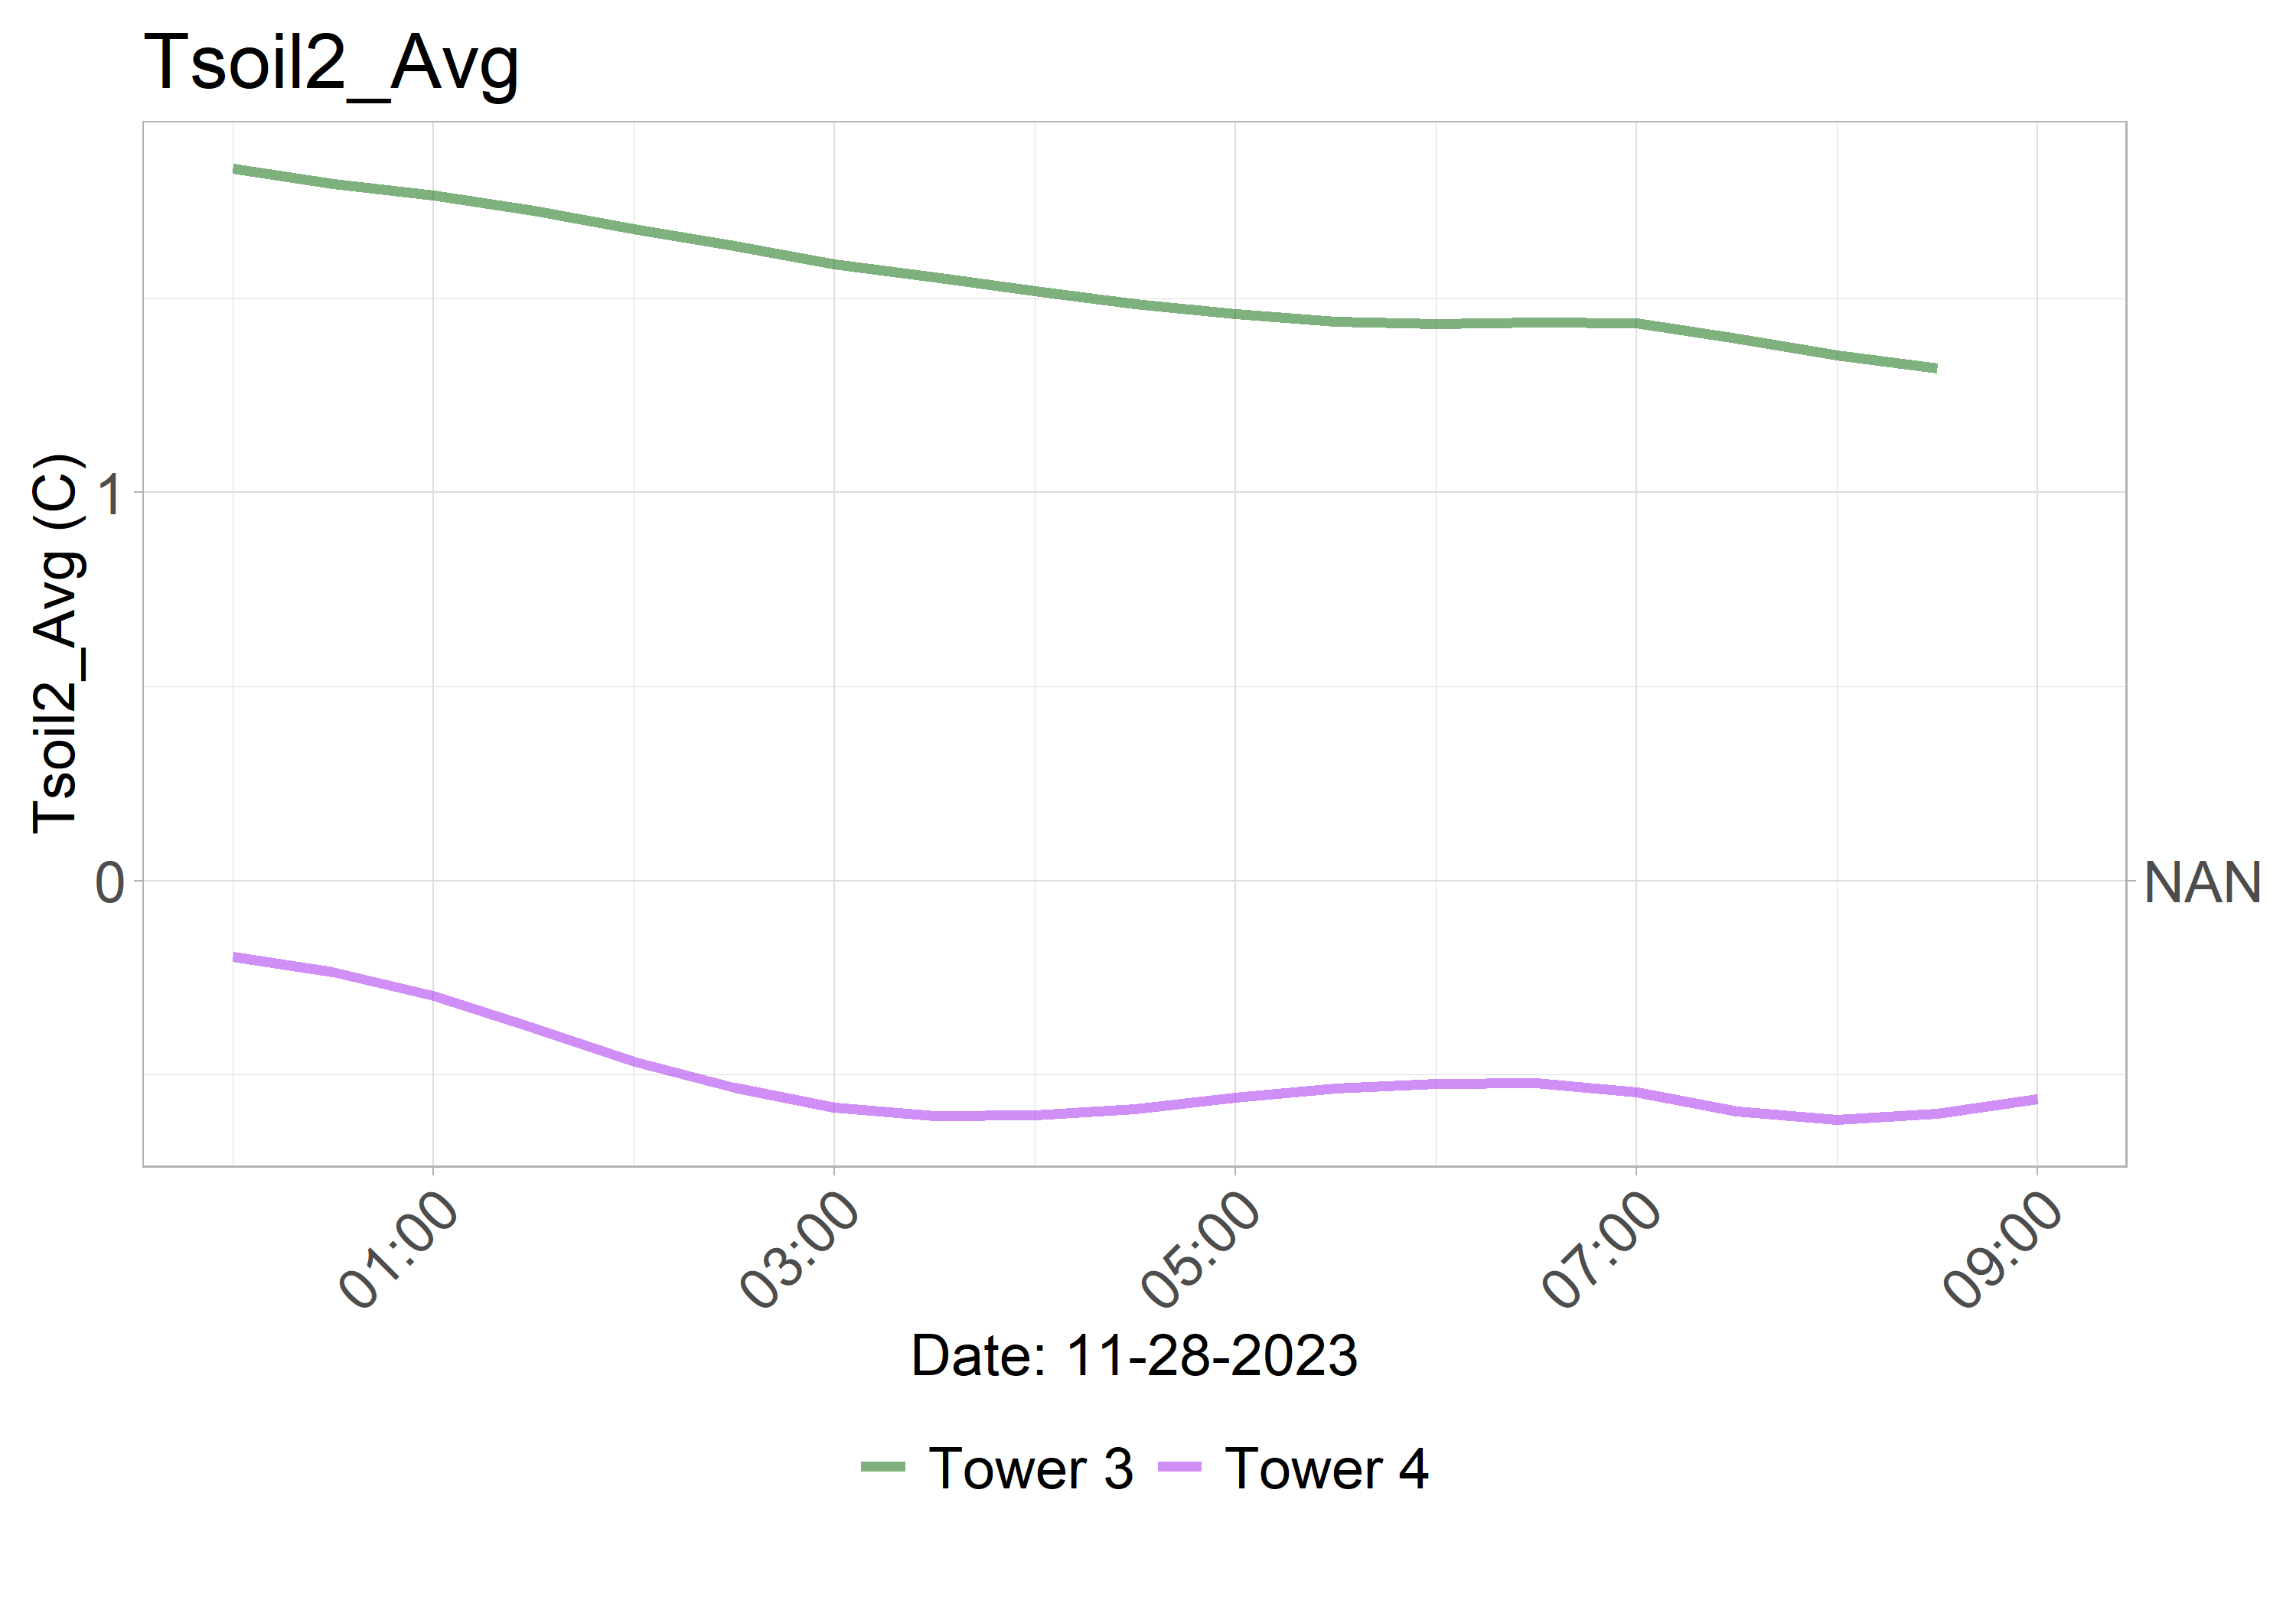 Tsoil2_Avg
Tsoil2_Avg (C)
1
0
NAN
01:00
03:00
05:00
07:00
09:00
Date: 11-28-2023
Tower 3
Tower 4